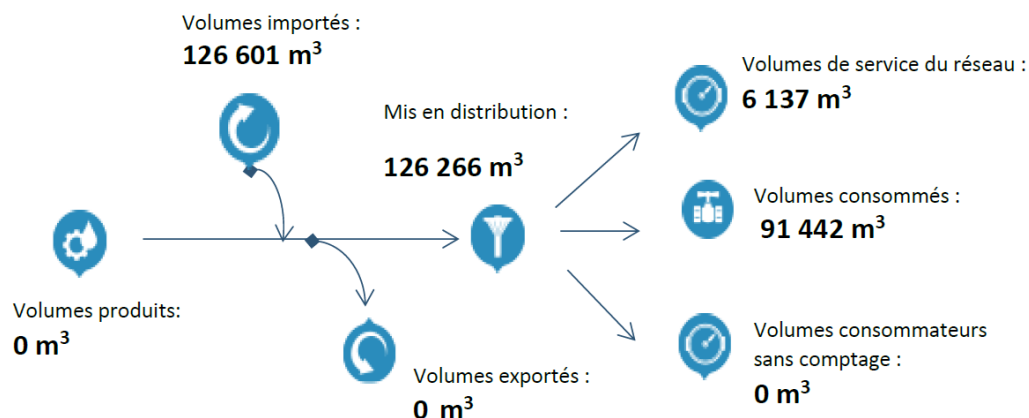 Volumes importés :
126 601 m³
Volumes de service du réseau :
6 137 m³
Mis en distribution :
126 266 m³
Volumes consommés :
91 442 m³
Volumes produits:
0 m³
Volumes exportés :
0 m³
Volumes consommateurs
sans comptage :
0 m³